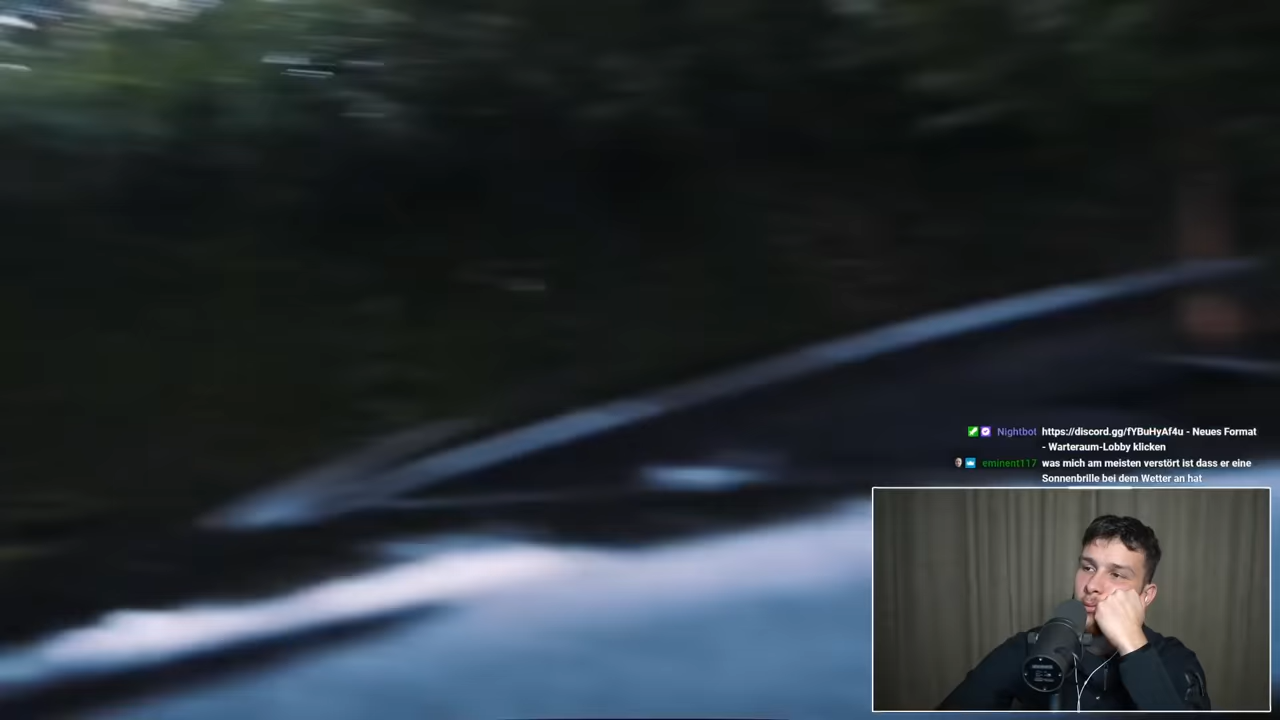 Nightbot https://discord.gg/fYBuHyAf4u - Neues Format
- Warteraum-Lobby klicken
eminent117 was mich am meisten verstört ist dass er eine
Sonnenbrille bei dem Wetter an hat